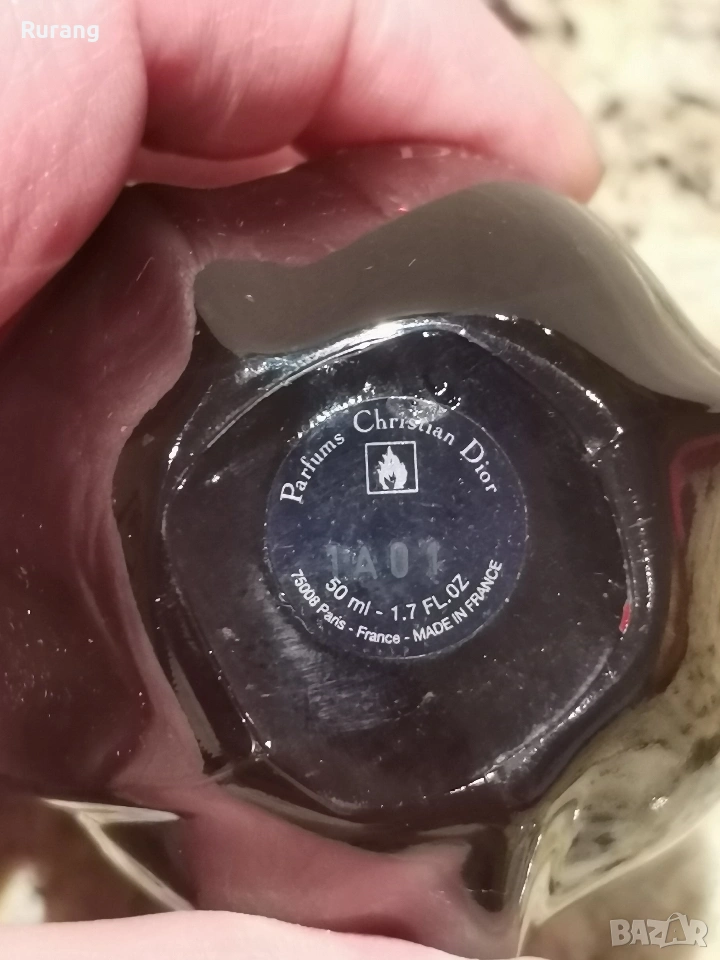 Rurang
Parfums Christian Dior
1A01
50 ml - 1.7 FL.OZ
75008 Paris - France - MADE IN FRANCE
BAZAR